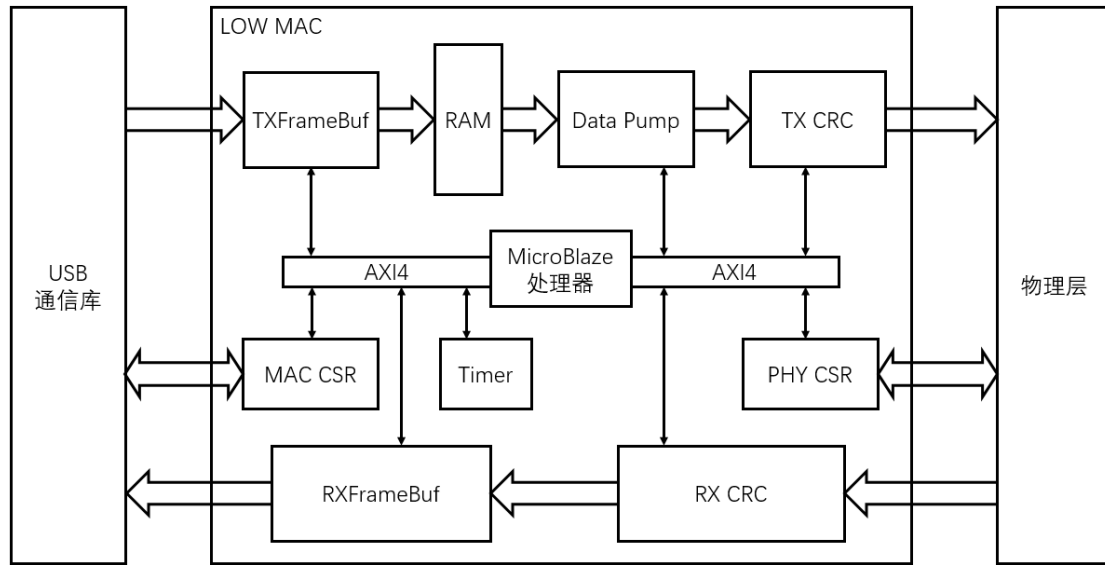 LOW MAC
TXFrameBuf
RAM
Data Pump
TX CRC
USB
通信库
AXI4
MicroBlaze
处理器
AXI4
物理层
MAC CSR
Timer
PHY CSR
RXFrameBuf
RX CRC